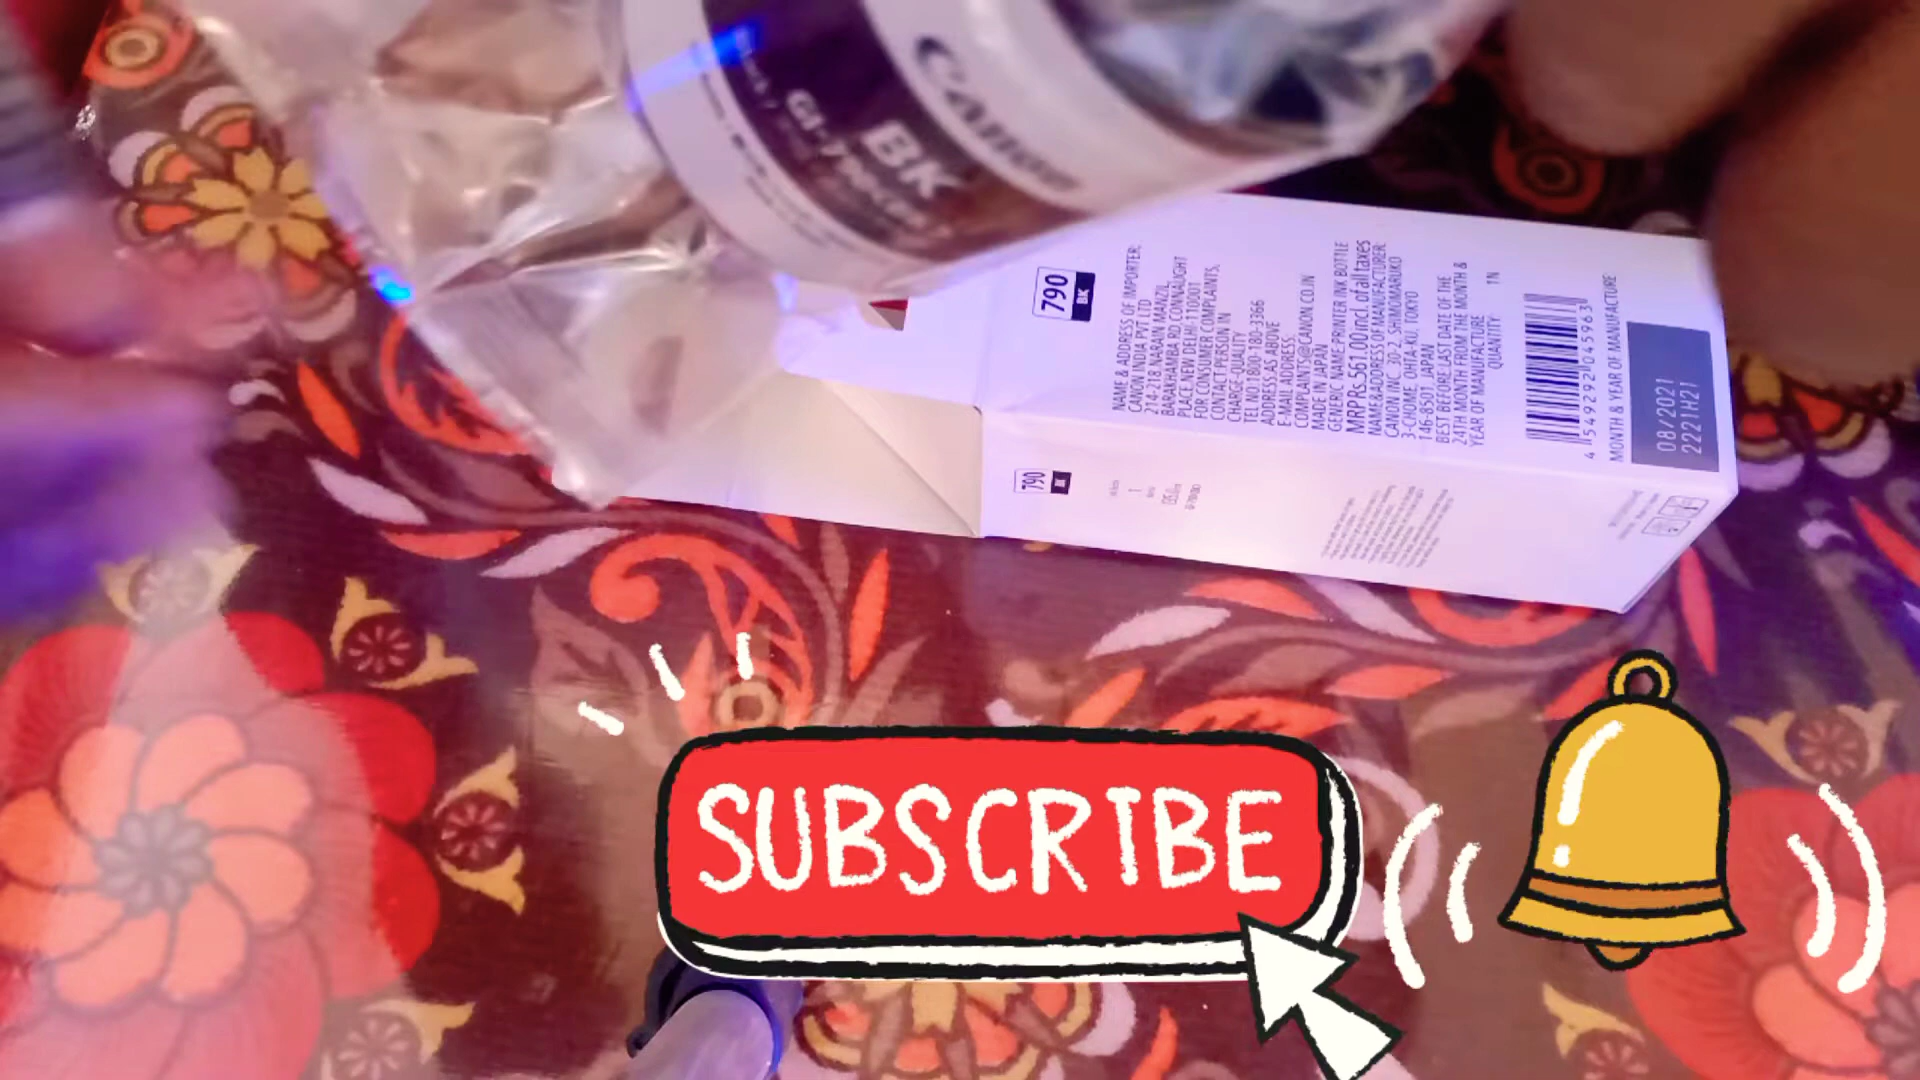 Canon
BK
GI-790
790
BK
NAME & ADDRESS OF IMPORTER:
CANON INDIA PVT LTD
214-218, NARAIN MANZIL,
BARAKHAMBA RD, CONNAUGHT
PLACE, NEW DELHI 110001
FOR CONSUMER COMPLAINTS,
CONTACT PERSON IN
CHARGE-QUALITY
TEL NO.1800-180-3366
ADDRESS AS ABOVE
E-MAIL ADDRESS:
COMPLAINTS@CANON.CO.IN
MADE IN JAPAN
GENERIC NAME-PRINTER INK BOTTLE
MRP RS.561.00 incl. of all taxes
NAME&ADDRESS OF MANUFACTURER:
CANON INC. 30-2, SHIMOMARUKO
3-CHOME, OHTA-KU, TOKYO
146-8501, JAPAN
BEST BEFORE LAST DATE OF THE
24TH MONTH FROM THE MONTH &
YEAR OF MANUFACTURE
QUANTITY: 1N
4 549292 045963
MONTH & YEAR OF MANUFACTURE
08/2021
2221H21
790
BK
SUBSCRIBE